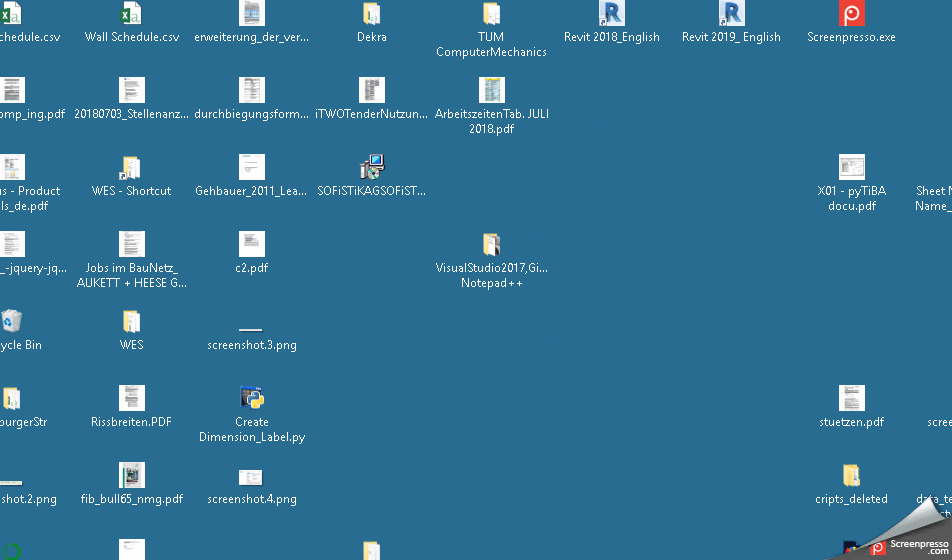 chedule.csv
Wall Schedule.csv
erweiterung_der_ver...
Dekra
TUM
ComputerMechanics
Revit 2018_English
Revit 2019_ English
Screenpresso.exe
omp_ing.pdf
20180703_Stellenanz...
durchbiegungsform...
iTWOTenderNutzun...
ArbeitszeitenTab. JULI
2018.pdf
us - Product
ls_de.pdf
WES - Shortcut
Gehbauer_2011_Lea...
SOFiSTiKAGSOFiST...
X01 - pyTiBA
docu.pdf
Sheet N
Name_
_-jquery-jq...
Jobs im BauNetz_
AUKETT + HEESE G...
c2.pdf
VisualStudio2017,Gi...
Notepad++
ycle Bin
WES
screenshot.3.png
burgerStr
Rissbreiten.PDF
Create
Dimension_Label.py
stuetzen.pdf
scree
shot.2.png
fib_bull65_nmg.pdf
screenshot.4.png
cripts_deleted
data_te
Screenpresso
.com